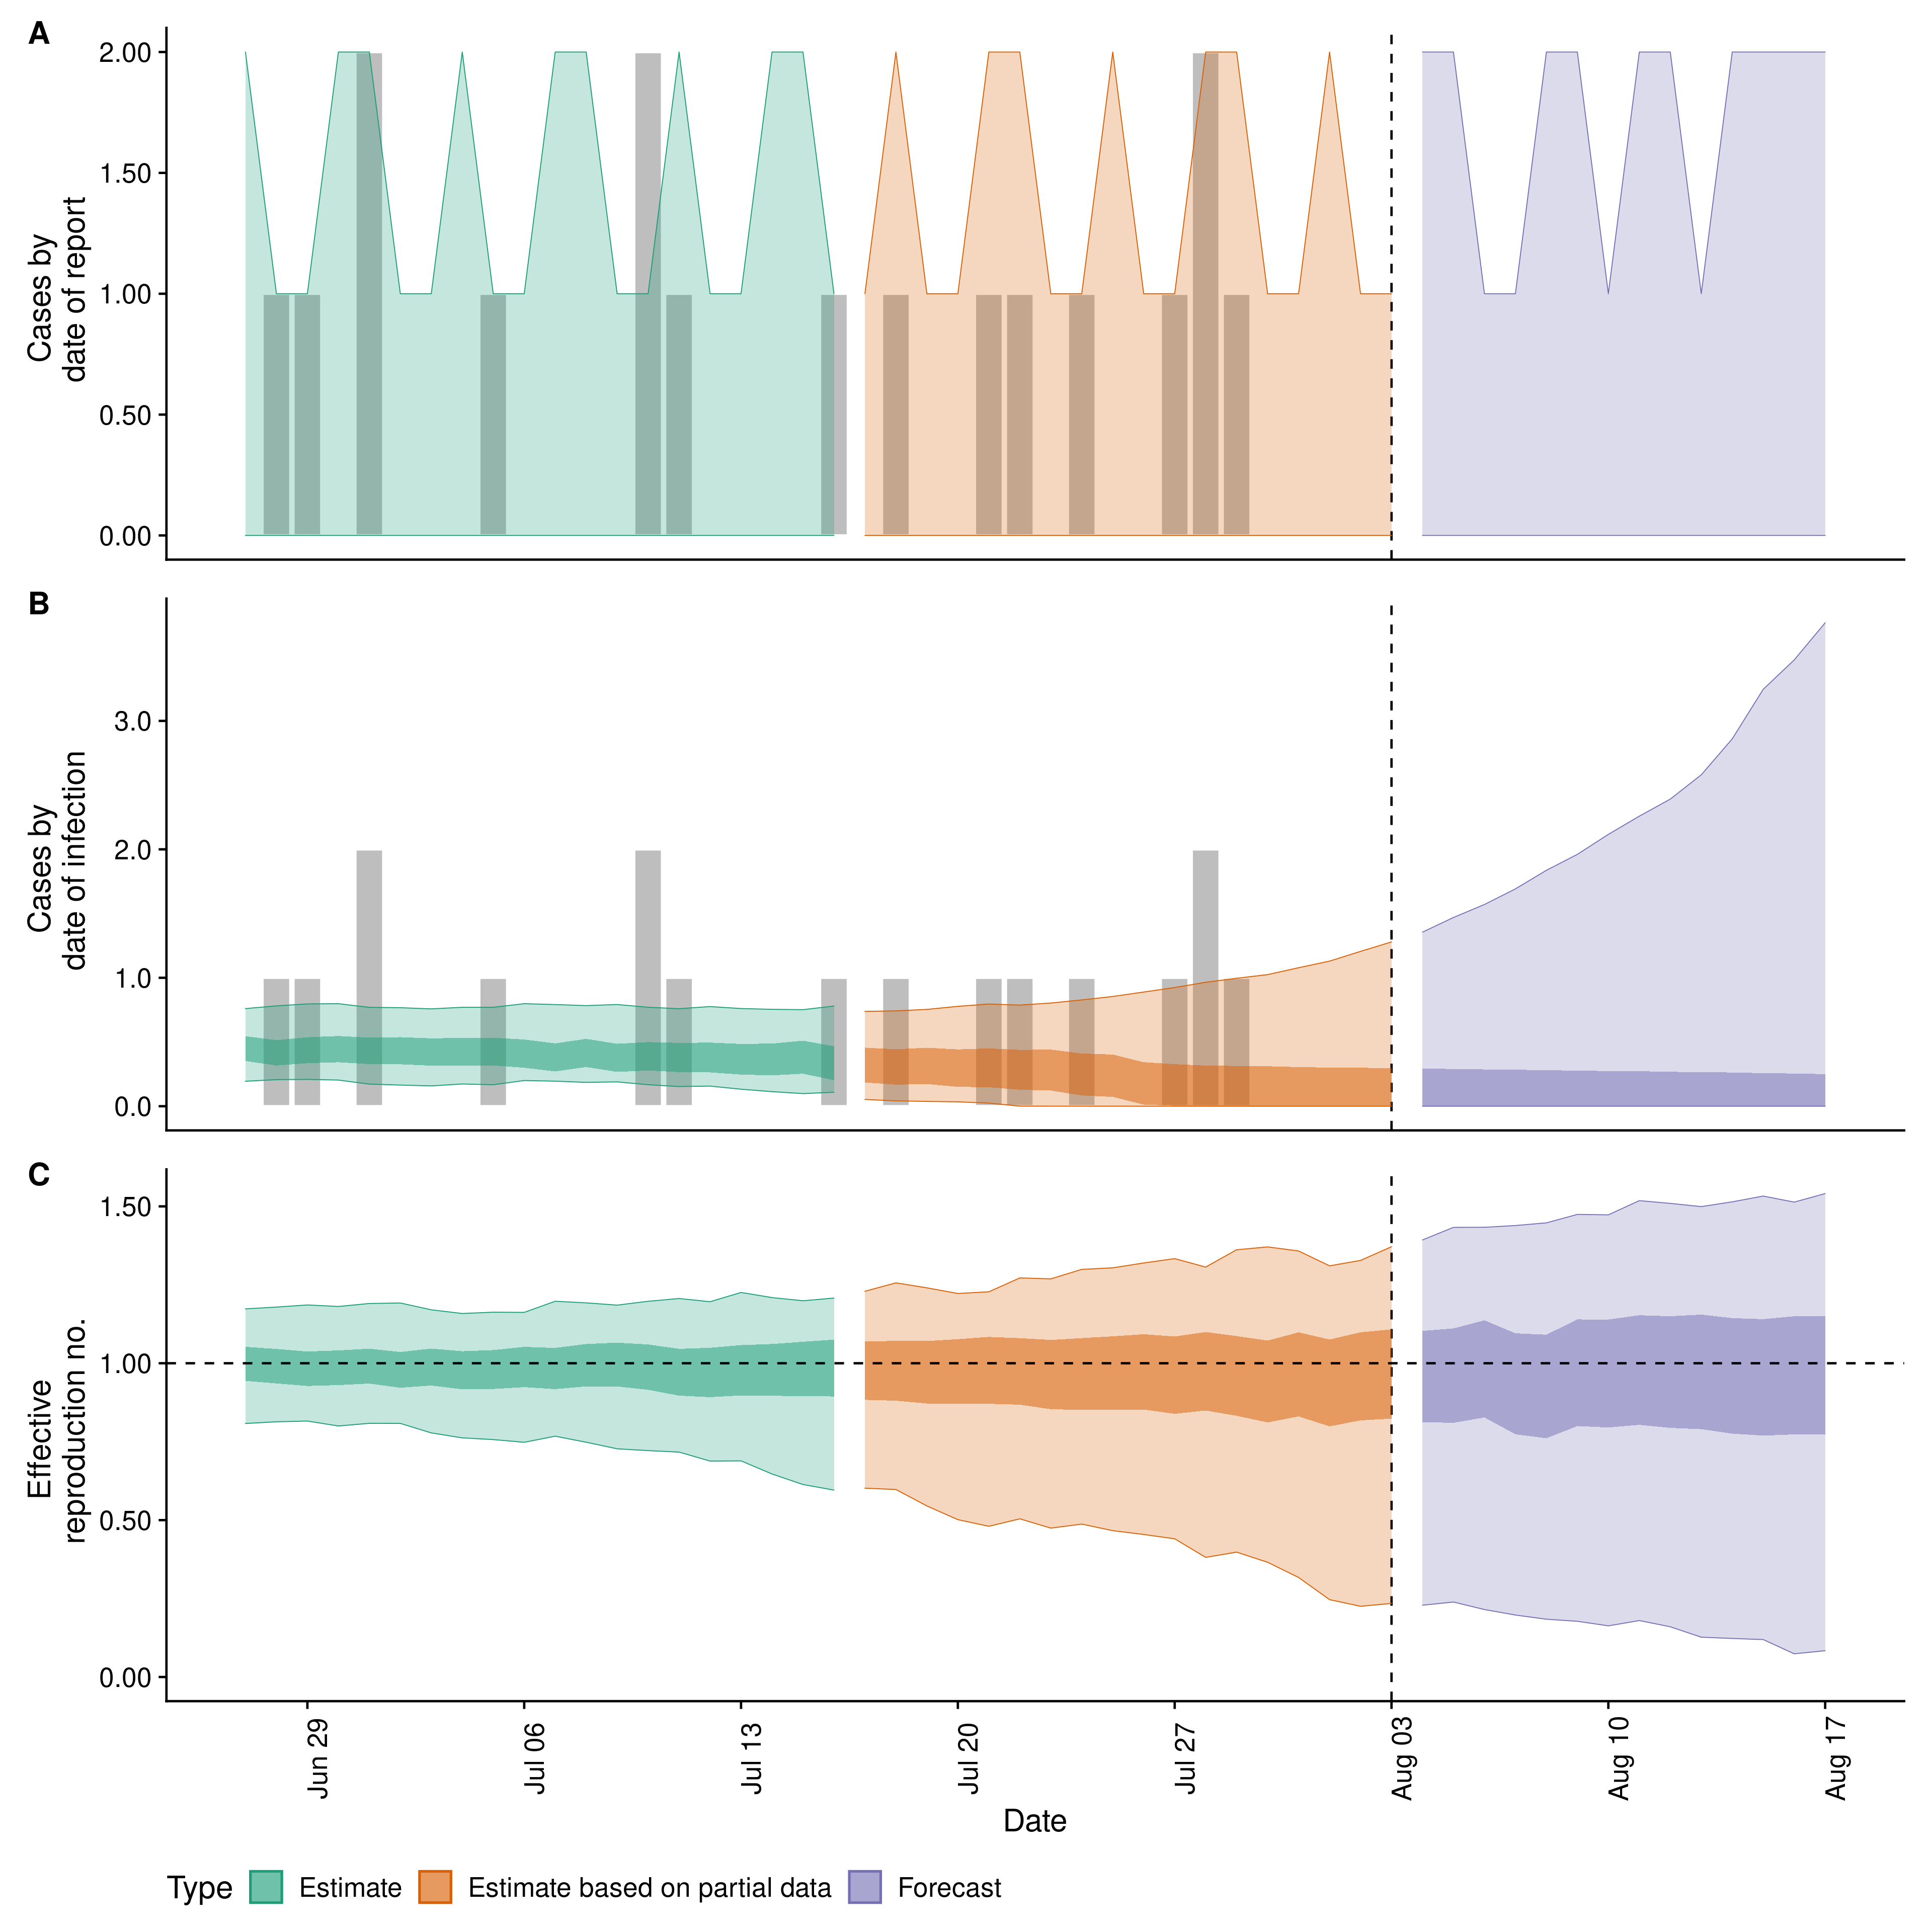 A
2.00
1.50
1.00
0.50
0.00
Cases by
date of report
B
3.0
2.0
1.0
0.0
Cases by
date of infection
C
1.50
1.00
0.50
0.00
Effective
reproduction no.
Jun 29
Jul 06
Jul 13
Jul 20
Jul 27
Aug 03
Aug 10
Aug 17
Date
Type Estimate Estimate based on partial data Forecast